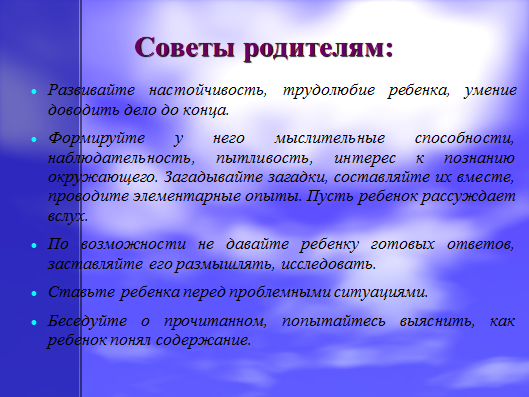 Советы родителям:
Развивайте настойчивость, трудолюбие ребенка, умение
доводить дело до конца.
Формируйте у него мыслительные способности,
наблюдательность, пытливость, интерес к познанию
окружающего. Загадывайте загадки, составляйте их вместе,
проводите элементарные опыты. Пусть ребенок рассуждает
вслух.
По возможности не давайте ребенку готовых ответов,
заставляйте его размышлять, исследовать.
Ставьте ребенка перед проблемными ситуациями.
Беседуйте о прочитанном, попытайтесь выяснить, как
ребенок понял содержание.